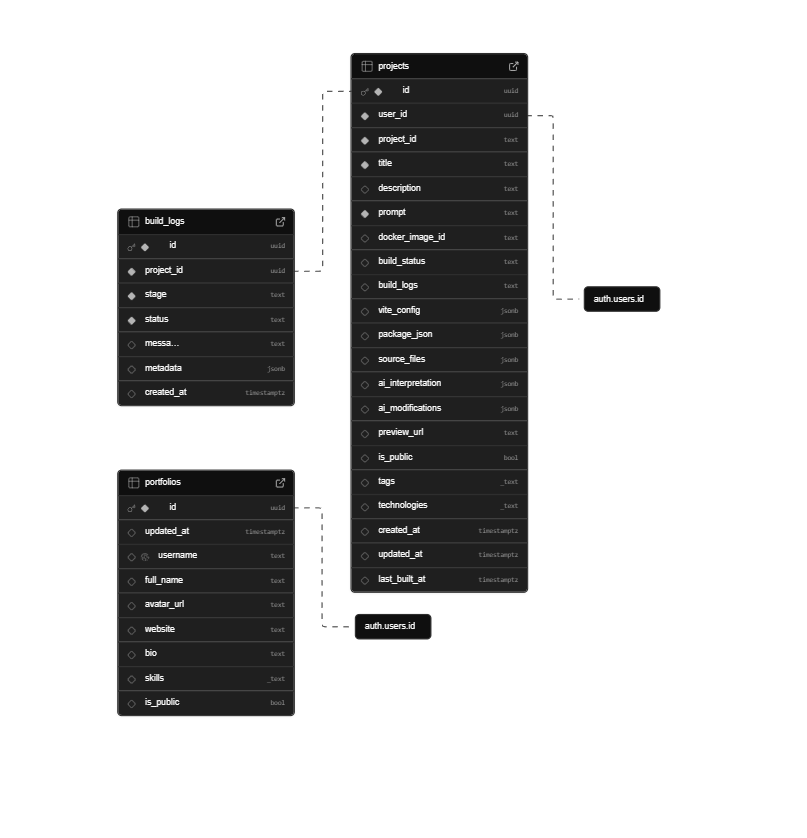 projects
id uuid
user_id uuid
project_id text
title text
description text
prompt text
docker_image_id text
build_status text
build_logs text
vite_config jsonb
package_json jsonb
source_files jsonb
ai_interpretation jsonb
ai_modifications jsonb
preview_url text
is_public bool
tags _text
technologies _text
created_at timestamptz
updated_at timestamptz
last_built_at timestamptz
build_logs
id uuid
project_id uuid
stage text
status text
messa... text
metadata jsonb
created_at timestamptz
auth.users.id
portfolios
id uuid
updated_at timestamptz
username text
full_name text
avatar_url text
website text
bio text
skills _text
is_public bool
auth.users.id